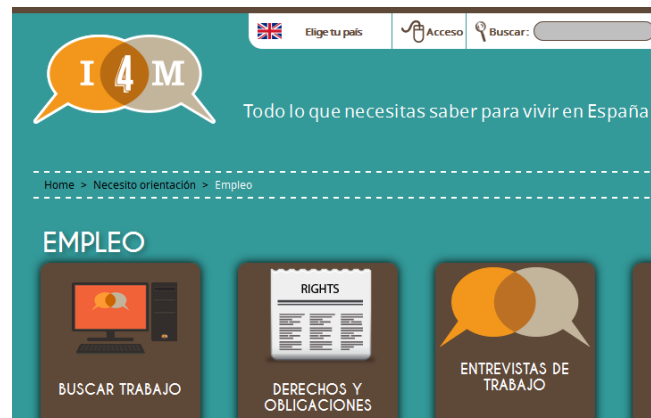 Elige tu país
Acceso
Buscar:
I 4 M
Todo lo que necesitas saber para vivir en España
Home > Necesito orientación > Empleo
EMPLEO
RIGHTS
BUSCAR TRABAJO
DERECHOS Y
OBLIGACIONES
ENTREVISTAS DE
TRABAJO